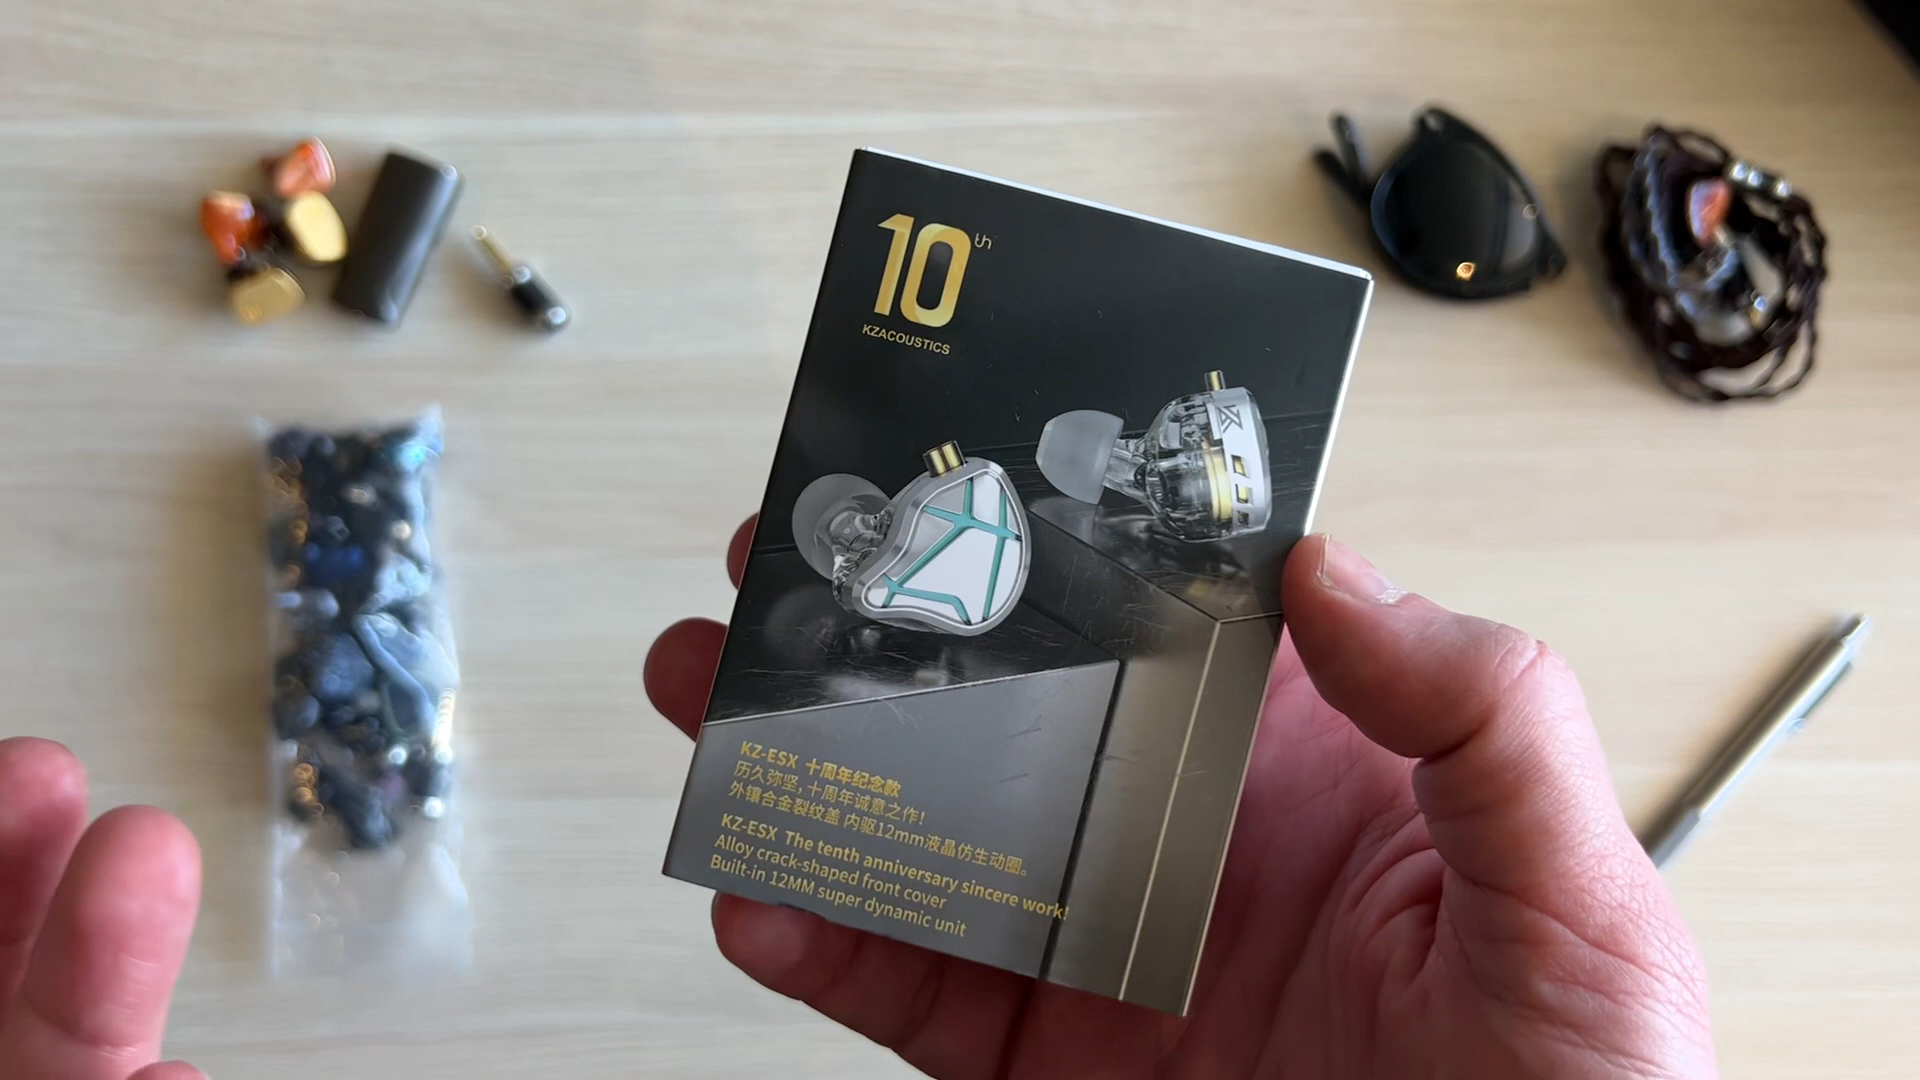 10th
KZACOUSTICS
KZ
KZ-ESX 十周年纪念款
历久弥坚,十周年诚意之作!
外镶合金裂纹盖 内驱12mm液晶仿生动圈。
KZ-ESX The tenth anniversary sincere work!
Alloy crack-shaped front cover
Built-in 12MM super dynamic unit